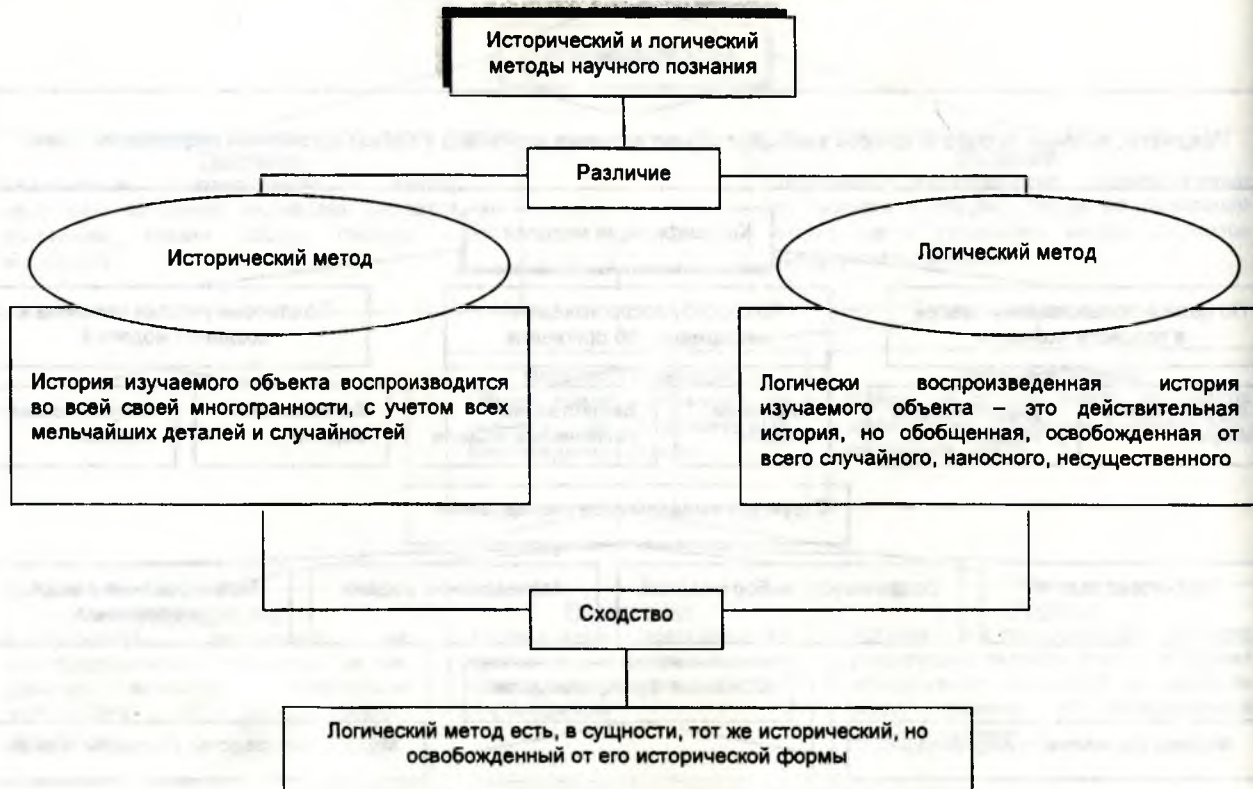 Исторический и логический
методы научного познания
Различие
Исторический метод
Логический метод
История изучаемого объекта воспроизводится
во всей своей многогранности, с учетом всех
мельчайших деталей и случайностей
Логически воспроизведенная история
изучаемого объекта – это действительная
история, но обобщенная, освобожденная от
всего случайного, наносного, несущественного
Сходство
Логический метод есть, в сущности, тот же исторический, но
освобожденный от его исторической формы